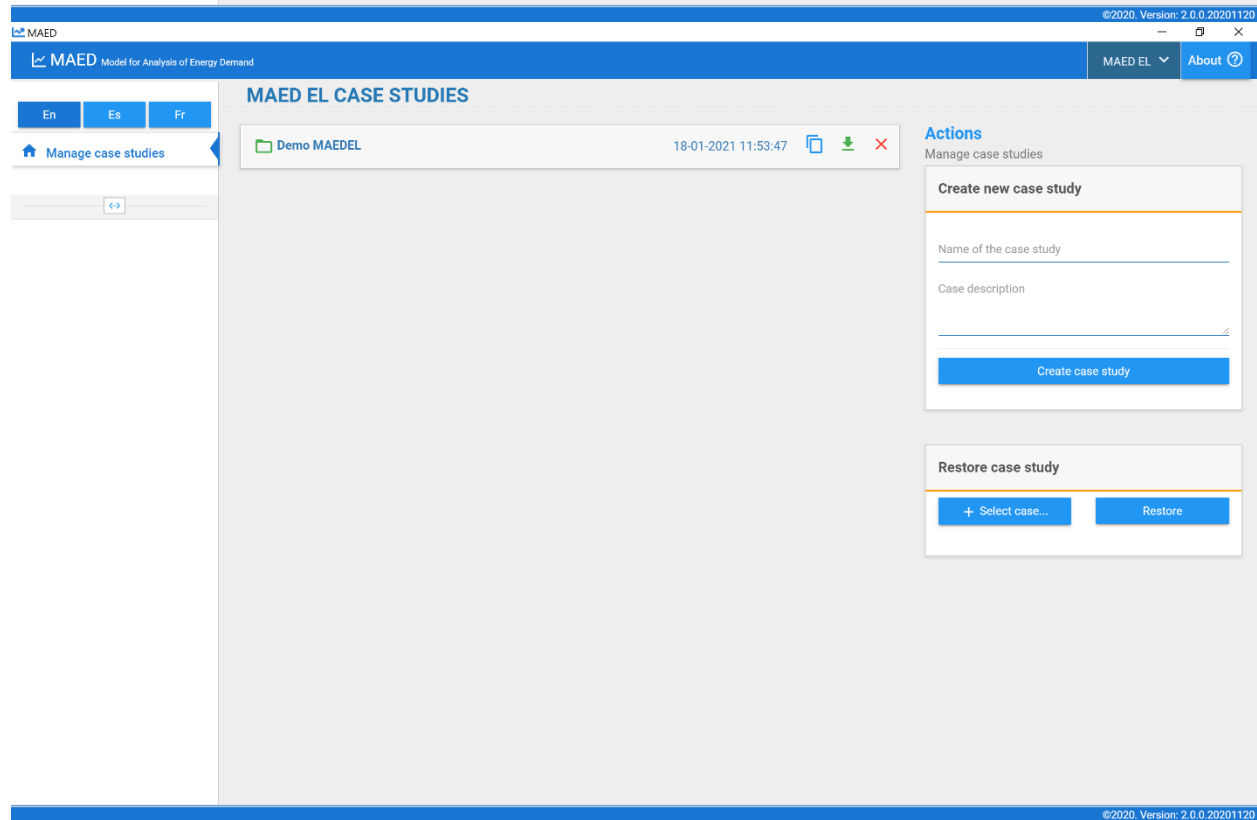 ©2020. Version: 2.0.0.20201120
MAED
MAED Model for Analysis of Energy Demand
MAED EL
About
En Es Fr
Manage case studies
MAED EL CASE STUDIES
Demo MAEDEL 18-01-2021 11:53:47
Actions
Manage case studies
Create new case study
Name of the case study
Case description
Create case study
Restore case study
+ Select case...
Restore
©2020. Version: 2.0.0.20201120